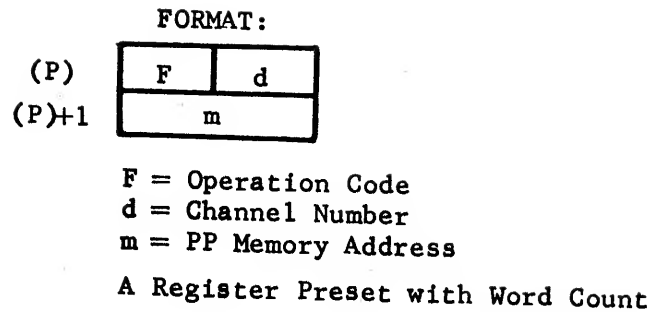 FORMAT:
(P) F d
(P)+1 m
F = Operation Code
d = Channel Number
m = PP Memory Address
A Register Preset with Word Count